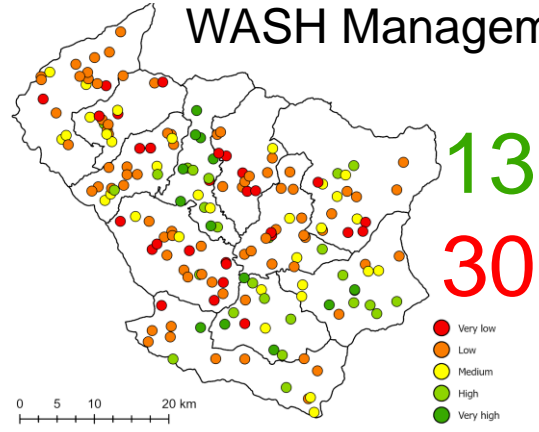 WASH Managem
13
30
Very low
Low
Medium
High
Very high
0 5 10 20 km